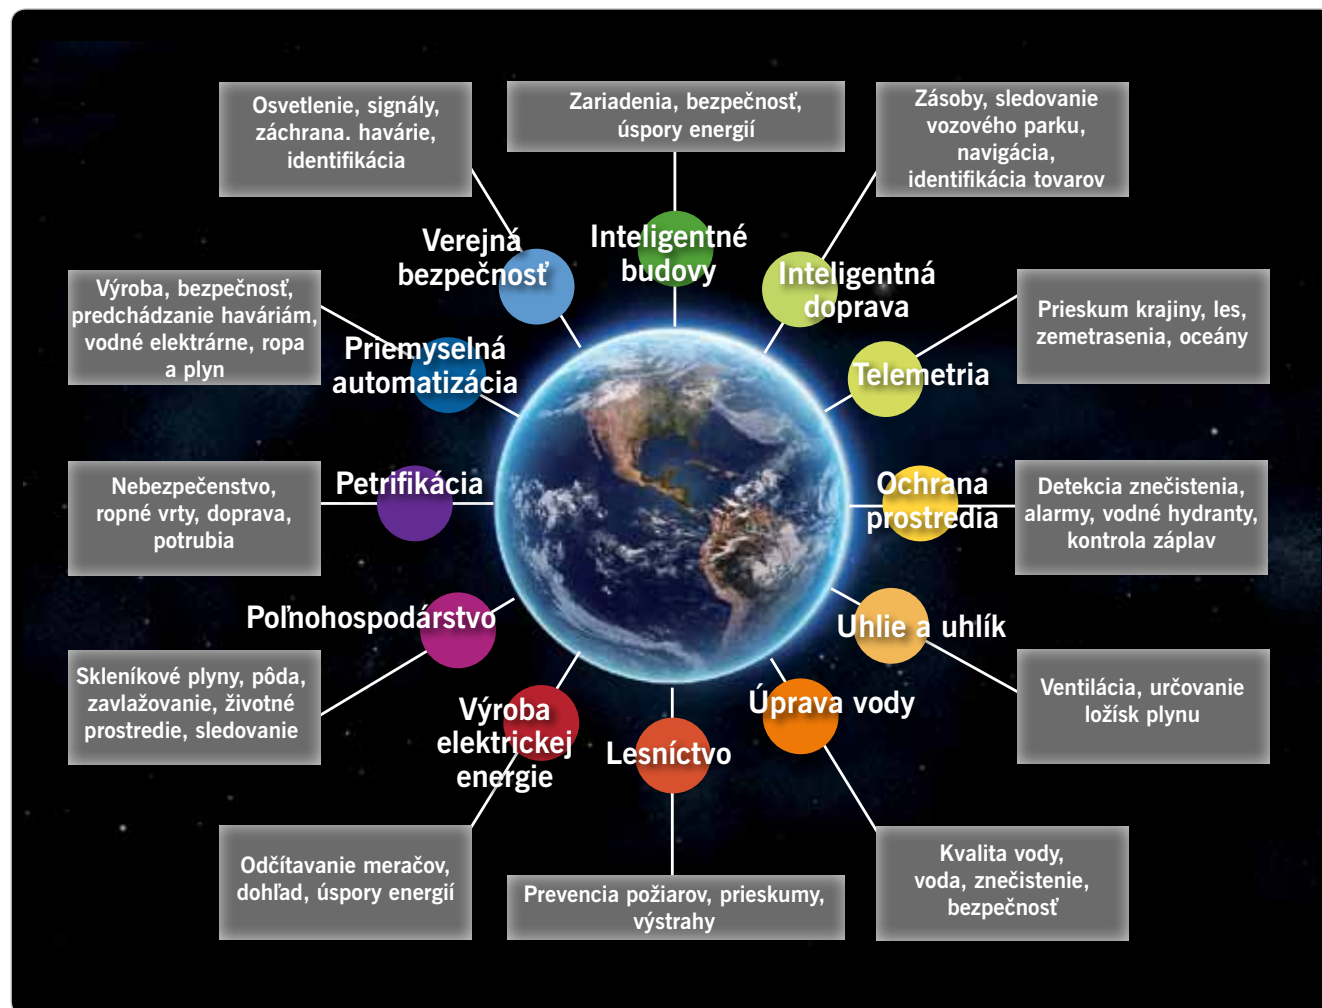 Osvetlenie, signály,
záchrana. havárie,
identifikácia
Zariadenia, bezpečnosť,
úspory energií
Zásoby, sledovanie
vozového parku,
navigácia,
identifikácia tovarov
Verejná
bezpečnosť
Inteligentné
budovy
Inteligentná
doprava
Výroba, bezpečnosť,
predchádzanie haváriám,
vodné elektrárne, ropa
a plyn
Priemyselná
automatizácia
Telemetria
Prieskum krajiny, les,
zemetrasenia, oceány
Nebezpečenstvo,
ropné vrty, doprava,
potrubia
Petrifikácia
Ochrana
prostredia
Detekcia znečistenia,
alarmy, vodné hydranty,
kontrola záplav
Poľnohospodárstvo
Uhlie a uhlík
Skleníkové plyny, pôda,
zavlažovanie, životné
prostredie, sledovanie
Výroba
elektrickej
energie
Lesníctvo
Úprava vody
Ventilácia, určovanie
ložísk plynu
Odčítavanie meračov,
dohľad, úspory energií
Prevencia požiarov, prieskumy,
výstrahy
Kvalita vody,
voda, znečistenie,
bezpečnosť